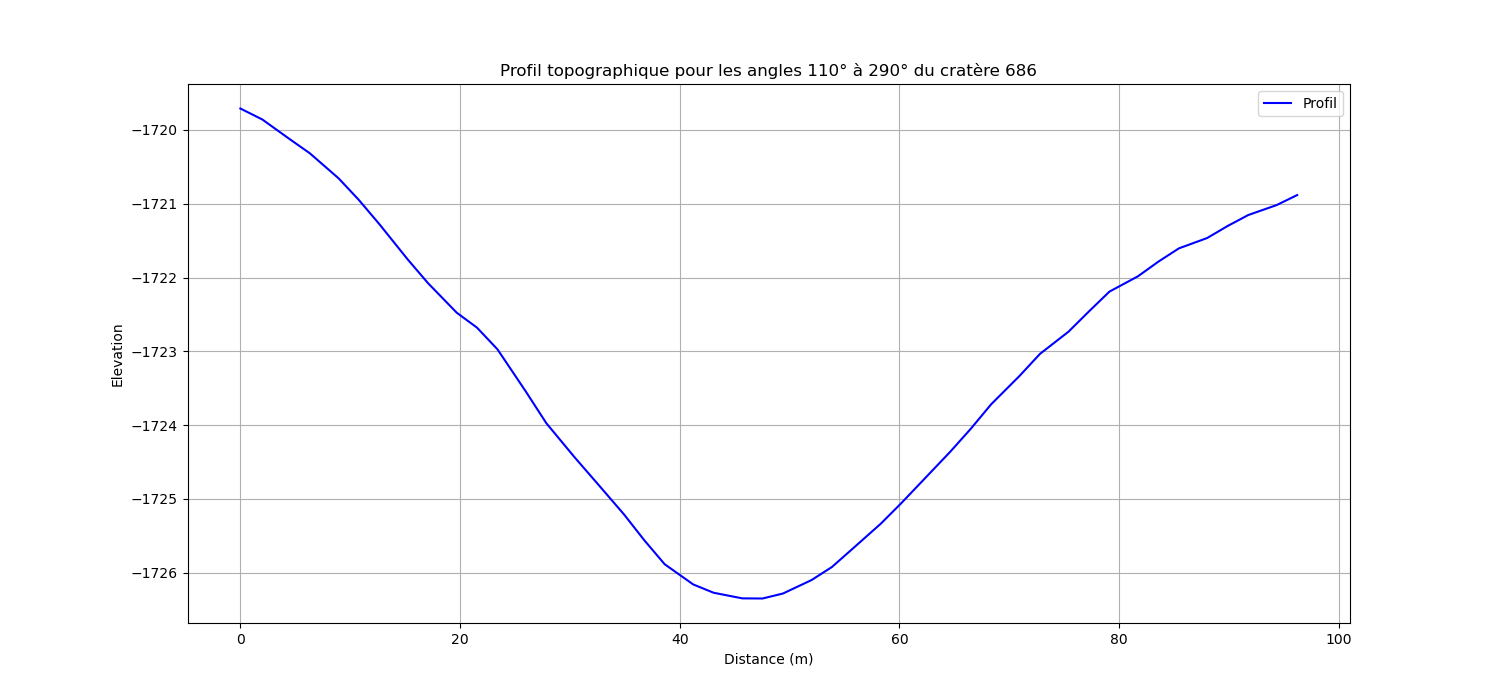 Profil topographique pour les angles 110° à 290° du cratère 686
Profil
−1720
−1721
−1722
−1723
−1724
−1725
−1726
Elevation
0 20 40 60 80 100
Distance (m)